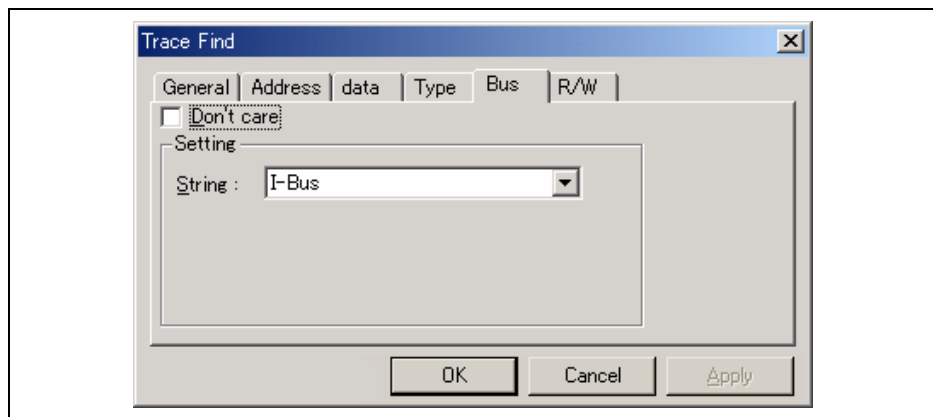 Trace Find
General Address data Type Bus R/W
Don't care
Setting
String : I-Bus
OK Cancel Apply